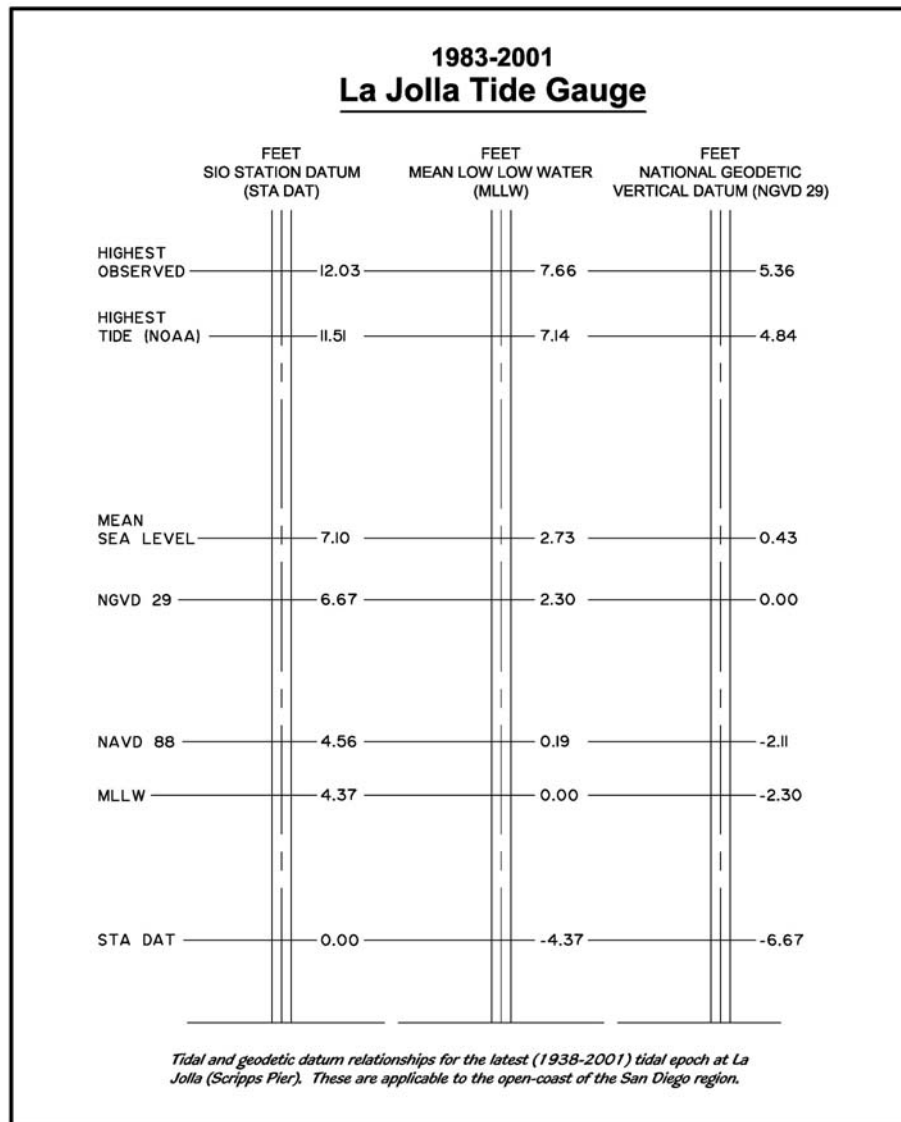 1983-2001
La Jolla Tide Gauge
FEET
SIO STATION DATUM
(STA DAT)
FEET
MEAN LOW LOW WATER
(MLLW)
FEET
NATIONAL GEODETIC
VERTICAL DATUM (NGVD 29)
HIGHEST
OBSERVED 12.03 7.66 5.36
HIGHEST
TIDE (NOAA) 11.51 7.14 4.84
MEAN
SEA LEVEL 7.10 2.73 0.43
NGVD 29 6.67 2.30 0.00
NAVD 88 4.56 0.19 -2.11
MLLW 4.37 0.00 -2.30
STA DAT 0.00 -4.37 -6.67
Tidal and geodetic datum relationships for the latest (1938-2001) tidal epoch at La
Jolla (Scripps Pier). These are applicable to the open-coast of the San Diego region.